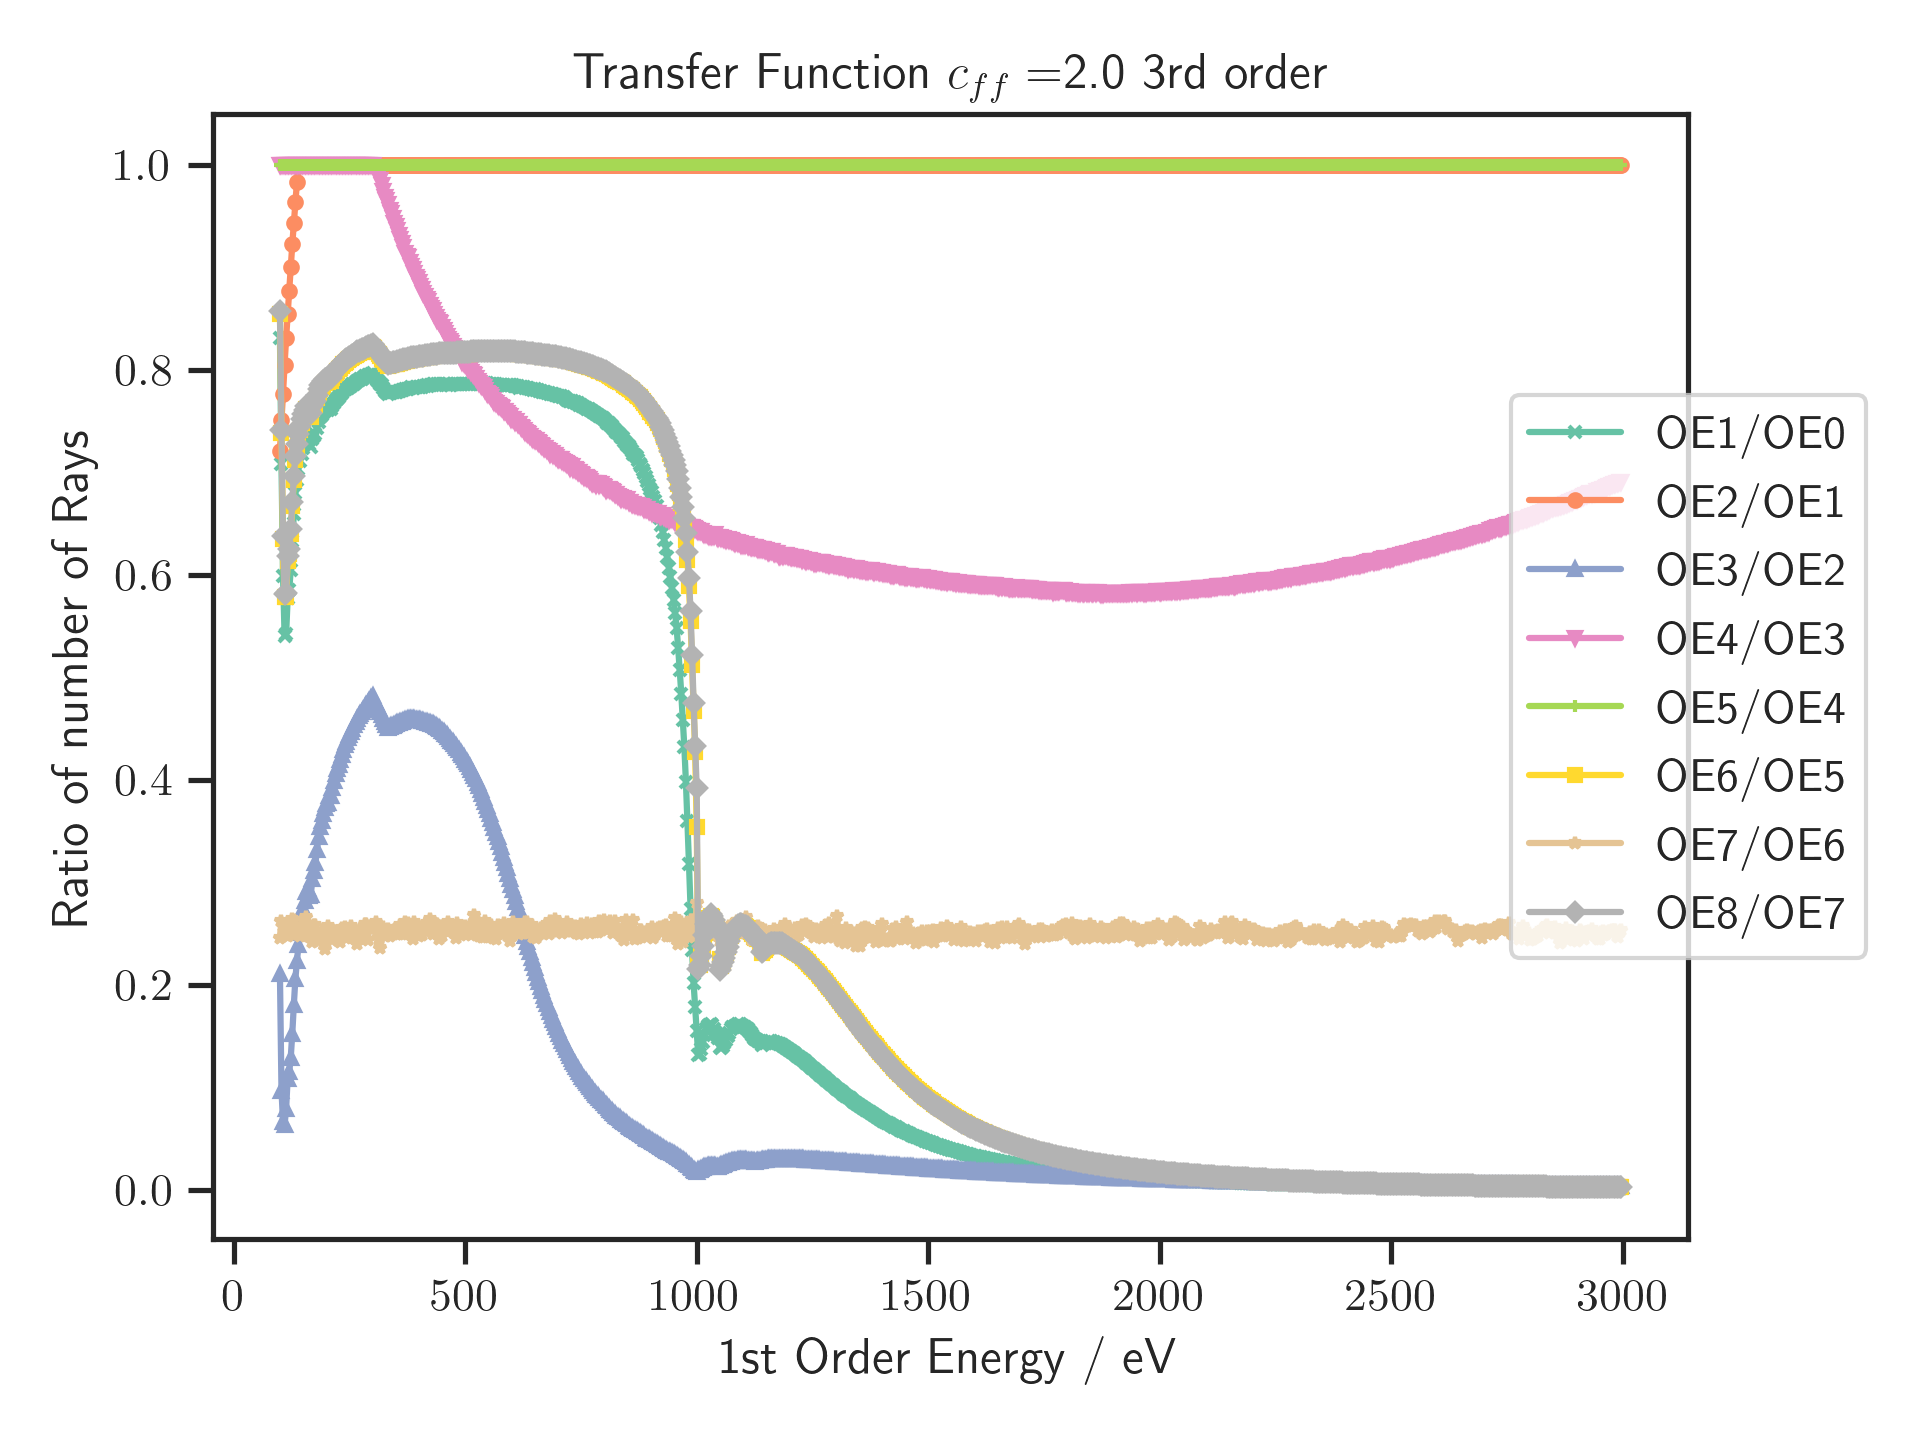 Transfer Function c_ff =2.0 3rd order
Ratio of number of Rays
1.0
0.8
0.6
0.4
0.2
0.0
0 500 1000 1500 2000 2500 3000
1st Order Energy / eV
OE1/OE0
OE2/OE1
OE3/OE2
OE4/OE3
OE5/OE4
OE6/OE5
OE7/OE6
OE8/OE7